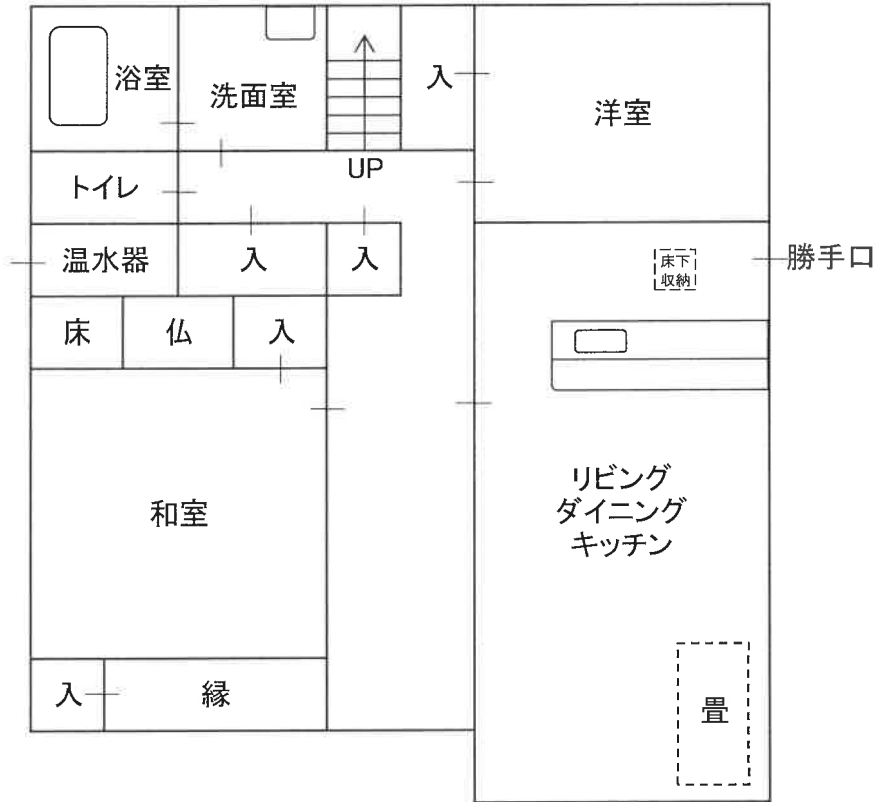 浴室
洗面室
入
洋室
トイレ
UP
温水器
入
入
床下
収納
勝手口
床
仏
入
和室
リビング
ダイニング
キッチン
入
縁
畳